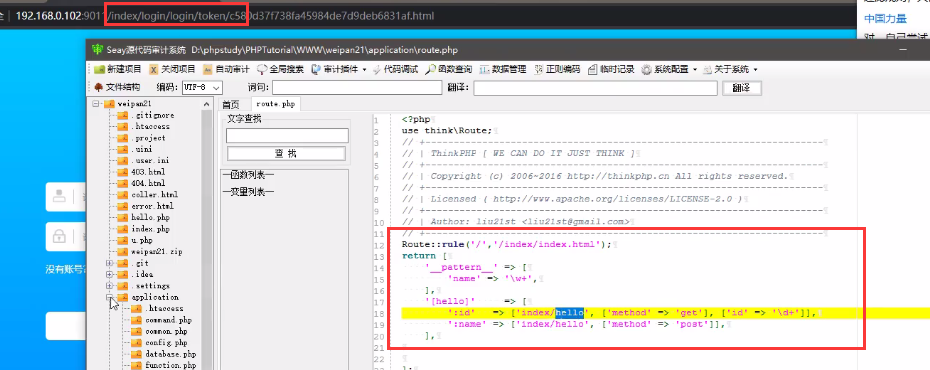 192.168.0.102:9011/index/login/login/token/c580d37f738fa45984de7d9deb6831af.html
中国力量
Seay源代码审计系统 D:\phpstudy\PHPTutorial\WWW\weipan21\application\route.php
新建项目 关闭项目 自动审计 全局搜索 审计插件 代码调试 函数查询 数据管理 正则编码 临时记录 系统配置 关于系统
文件结构 编码: UTF-8 词句: 翻译: 翻译
weipan21
.gitignore
.htaccess
.project
.uini
.user.ini
403.html
404.html
coller.html
error.html
hello.php
index.php
u.php
weipan21.zip
.git
.idea
.settings
application
.htaccess
command.php
common.php
config.php
database.php
function.php
没有账号
首页 route.php
文字查找
查 找
—函数列表—
—变量列表—
1 <?php
2 use think\Route;
3 // +----------------------------------------------------------------------
4 // | ThinkPHP [ WE CAN DO IT JUST THINK ]
5 // +----------------------------------------------------------------------
6 // | Copyright (c) 2006~2016 http://thinkphp.cn All rights reserved.
7 // +----------------------------------------------------------------------
8 // | Licensed ( http://www.apache.org/licenses/LICENSE-2.0 )
9 // +----------------------------------------------------------------------
10 // | Author: liu21st <liu21st@gmail.com>
11 // +----------------------------------------------------------------------
12 Route::rule('/','/index/index.html');
13 return [
14 '__pattern__' => [
15 'name' => '\w+',
16 ],
17 '[hello]' => [
18 ':id' => ['index/hello', ['method' => 'get'], ['id' => '\d+']],
19 ':name' => ['index/hello', ['method' => 'post']],
20 ],
21
22